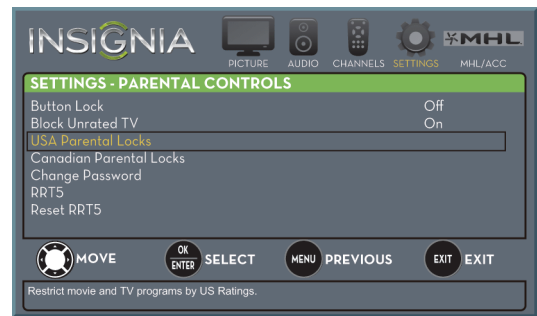 INSIGNIA
PICTURE AUDIO CHANNELS SETTINGS MHL/ACC
MHL
SETTINGS - PARENTAL CONTROLS
Button Lock Off
Block Unrated TV On
USA Parental Locks
Canadian Parental Locks
Change Password
RRT5
Reset RRT5
MOVE OK ENTER SELECT MENU PREVIOUS EXIT EXIT
Restrict movie and TV programs by US Ratings.